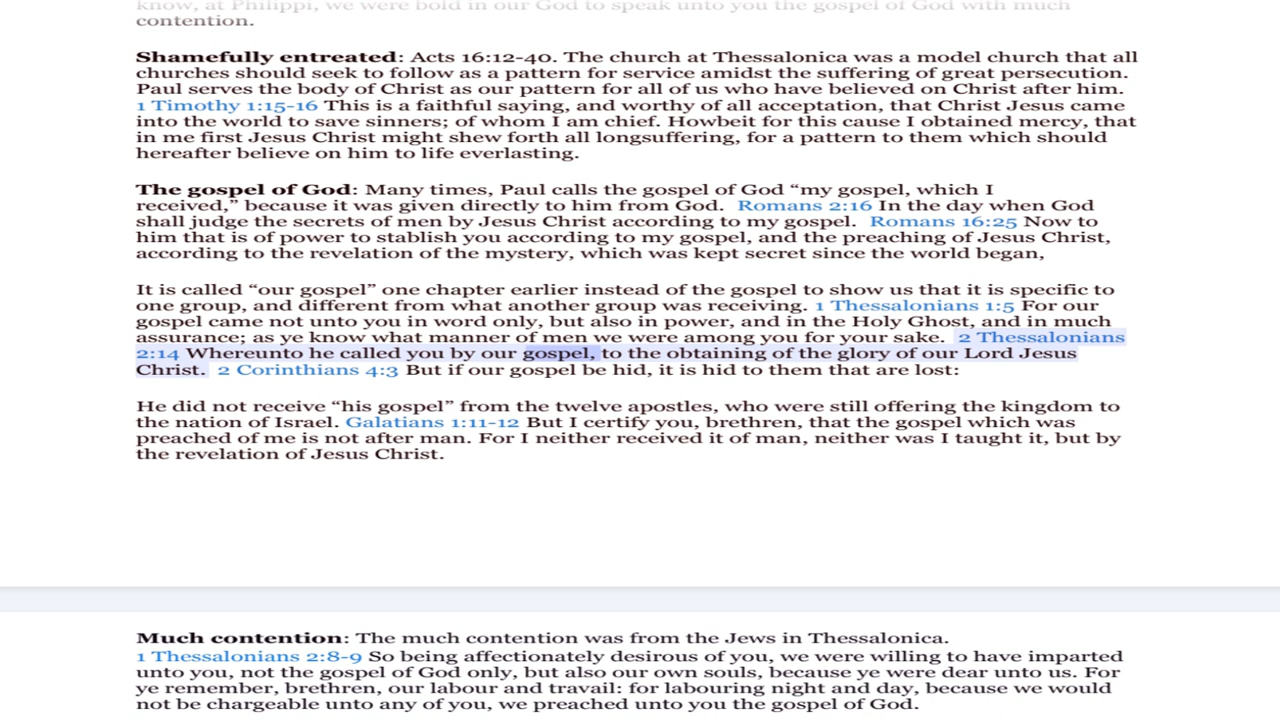 know, at Philippi, we were bold in our God to speak unto you the gospel of God with much
contention.
Shamefully entreated: Acts 16:12-40. The church at Thessalonica was a model church that all
churches should seek to follow as a pattern for service amidst the suffering of great persecution.
Paul serves the body of Christ as our pattern for all of us who have believed on Christ after him.
1 Timothy 1:15-16 This is a faithful saying, and worthy of all acceptation, that Christ Jesus came
into the world to save sinners; of whom I am chief. Howbeit for this cause I obtained mercy, that
in me first Jesus Christ might shew forth all longsuffering, for a pattern to them which should
hereafter believe on him to life everlasting.
The gospel of God: Many times, Paul calls the gospel of God “my gospel, which I
received,” because it was given directly to him from God. Romans 2:16 In the day when God
shall judge the secrets of men by Jesus Christ according to my gospel. Romans 16:25 Now to
him that is of power to stablish you according to my gospel, and the preaching of Jesus Christ,
according to the revelation of the mystery, which was kept secret since the world began,
It is called “our gospel” one chapter earlier instead of the gospel to show us that it is specific to
one group, and different from what another group was receiving. 1 Thessalonians 1:5 For our
gospel came not unto you in word only, but also in power, and in the Holy Ghost, and in much
assurance; as ye know what manner of men we were among you for your sake. 2 Thessalonians
2:14 Whereunto he called you by our gospel, to the obtaining of the glory of our Lord Jesus
Christ. 2 Corinthians 4:3 But if our gospel be hid, it is hid to them that are lost:
He did not receive “his gospel” from the twelve apostles, who were still offering the kingdom to
the nation of Israel. Galatians 1:11-12 But I certify you, brethren, that the gospel which was
preached of me is not after man. For I neither received it of man, neither was I taught it, but by
the revelation of Jesus Christ.
Much contention: The much contention was from the Jews in Thessalonica.
1 Thessalonians 2:8-9 So being affectionately desirous of you, we were willing to have imparted
unto you, not the gospel of God only, but also our own souls, because ye were dear unto us. For
ye remember, brethren, our labour and travail: for labouring night and day, because we would
not be chargeable unto any of you, we preached unto you the gospel of God.